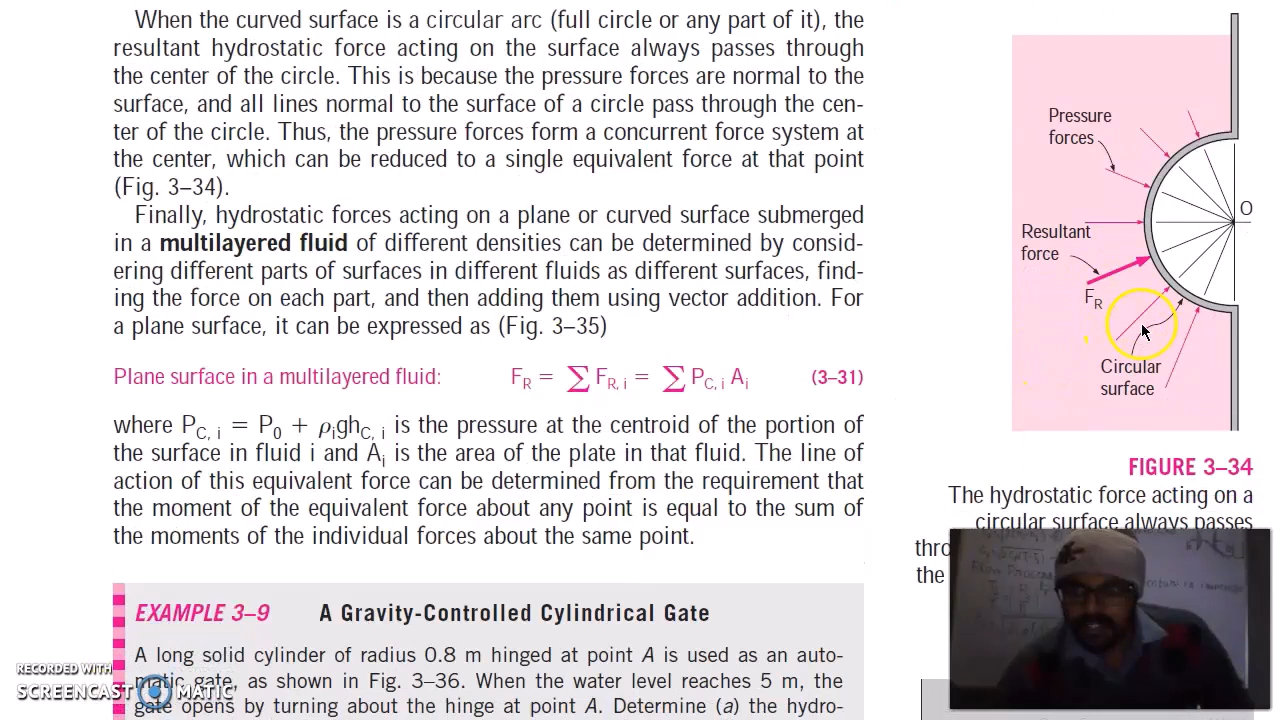 When the curved surface is a circular arc (full circle or any part of it), the
resultant hydrostatic force acting on the surface always passes through
the center of the circle. This is because the pressure forces are normal to the
surface, and all lines normal to the surface of a circle pass through the cen-
ter of the circle. Thus, the pressure forces form a concurrent force system at
the center, which can be reduced to a single equivalent force at that point
(Fig. 3–34).
Finally, hydrostatic forces acting on a plane or curved surface submerged
in a multilayered fluid of different densities can be determined by consid-
ering different parts of surfaces in different fluids as different surfaces, find-
ing the force on each part, and then adding them using vector addition. For
a plane surface, it can be expressed as (Fig. 3–35)
Plane surface in a multilayered fluid: F_R = ∑ F_{R, i} = ∑ P_{C, i} A_i (3–31)
where P_{C, i} = P_0 + ρ_i gh_{C, i} is the pressure at the centroid of the portion of
the surface in fluid i and A_i is the area of the plate in that fluid. The line of
action of this equivalent force can be determined from the requirement that
the moment of the equivalent force about any point is equal to the sum of
the moments of the individual forces about the same point.
EXAMPLE 3–9 A Gravity-Controlled Cylindrical Gate
A long solid cylinder of radius 0.8 m hinged at point A is used as an auto-
matic gate, as shown in Fig. 3–36. When the water level reaches 5 m, the
gate opens by turning about the hinge at point A. Determine (a) the hydro-
RECORDED WITH
SCREENCAST MATIC
Pressure
forces
O
Resultant
force
F_R
Circular
surface
FIGURE 3–34
The hydrostatic force acting on a
circular surface always passes
the